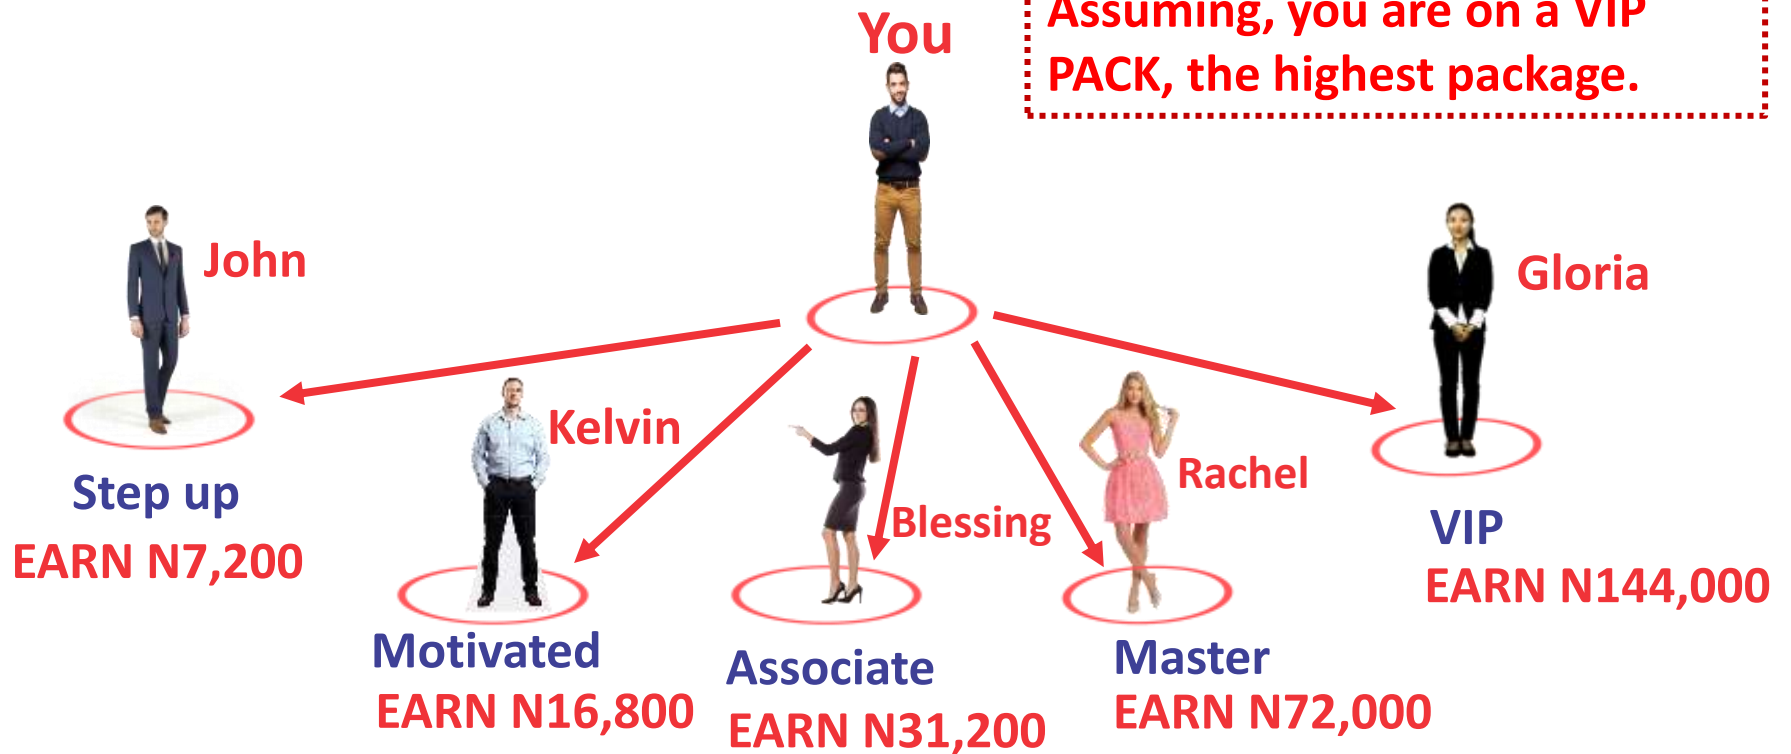 Assuming, you are on a VIP
PACK, the highest package.
You
John
Gloria
Kelvin
Rachel
Blessing
Step up
EARN N7,200
VIP
EARN N144,000
Motivated
EARN N16,800
Associate
EARN N31,200
Master
EARN N72,000